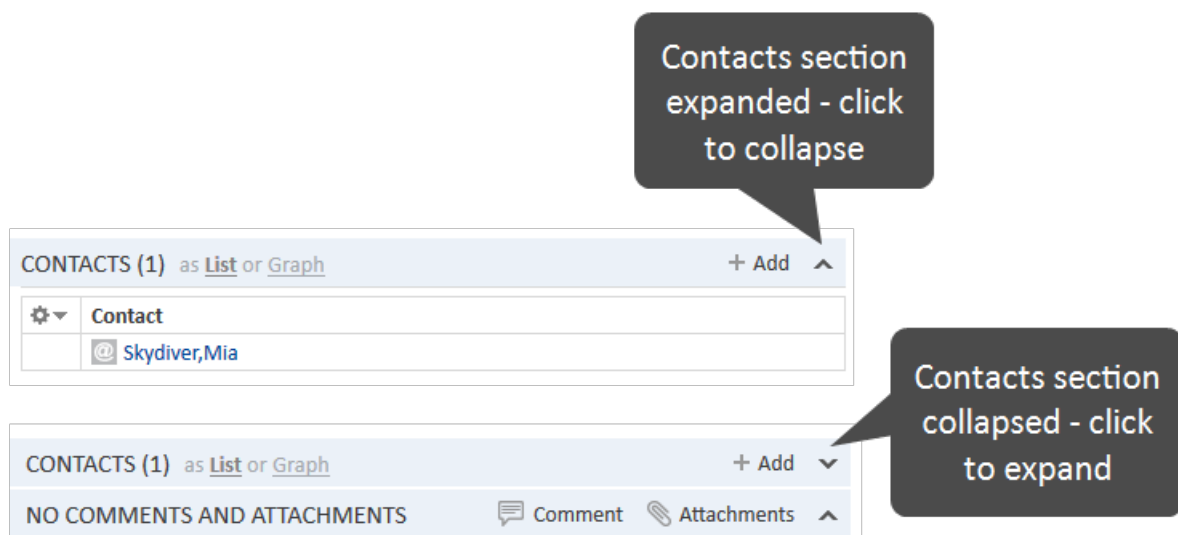 Contacts section
expanded - click
to collapse
CONTACTS (1) as List or Graph + Add
Contact
@ Skydiver,Mia
Contacts section
collapsed - click
to expand
CONTACTS (1) as List or Graph + Add
NO COMMENTS AND ATTACHMENTS Comment Attachments